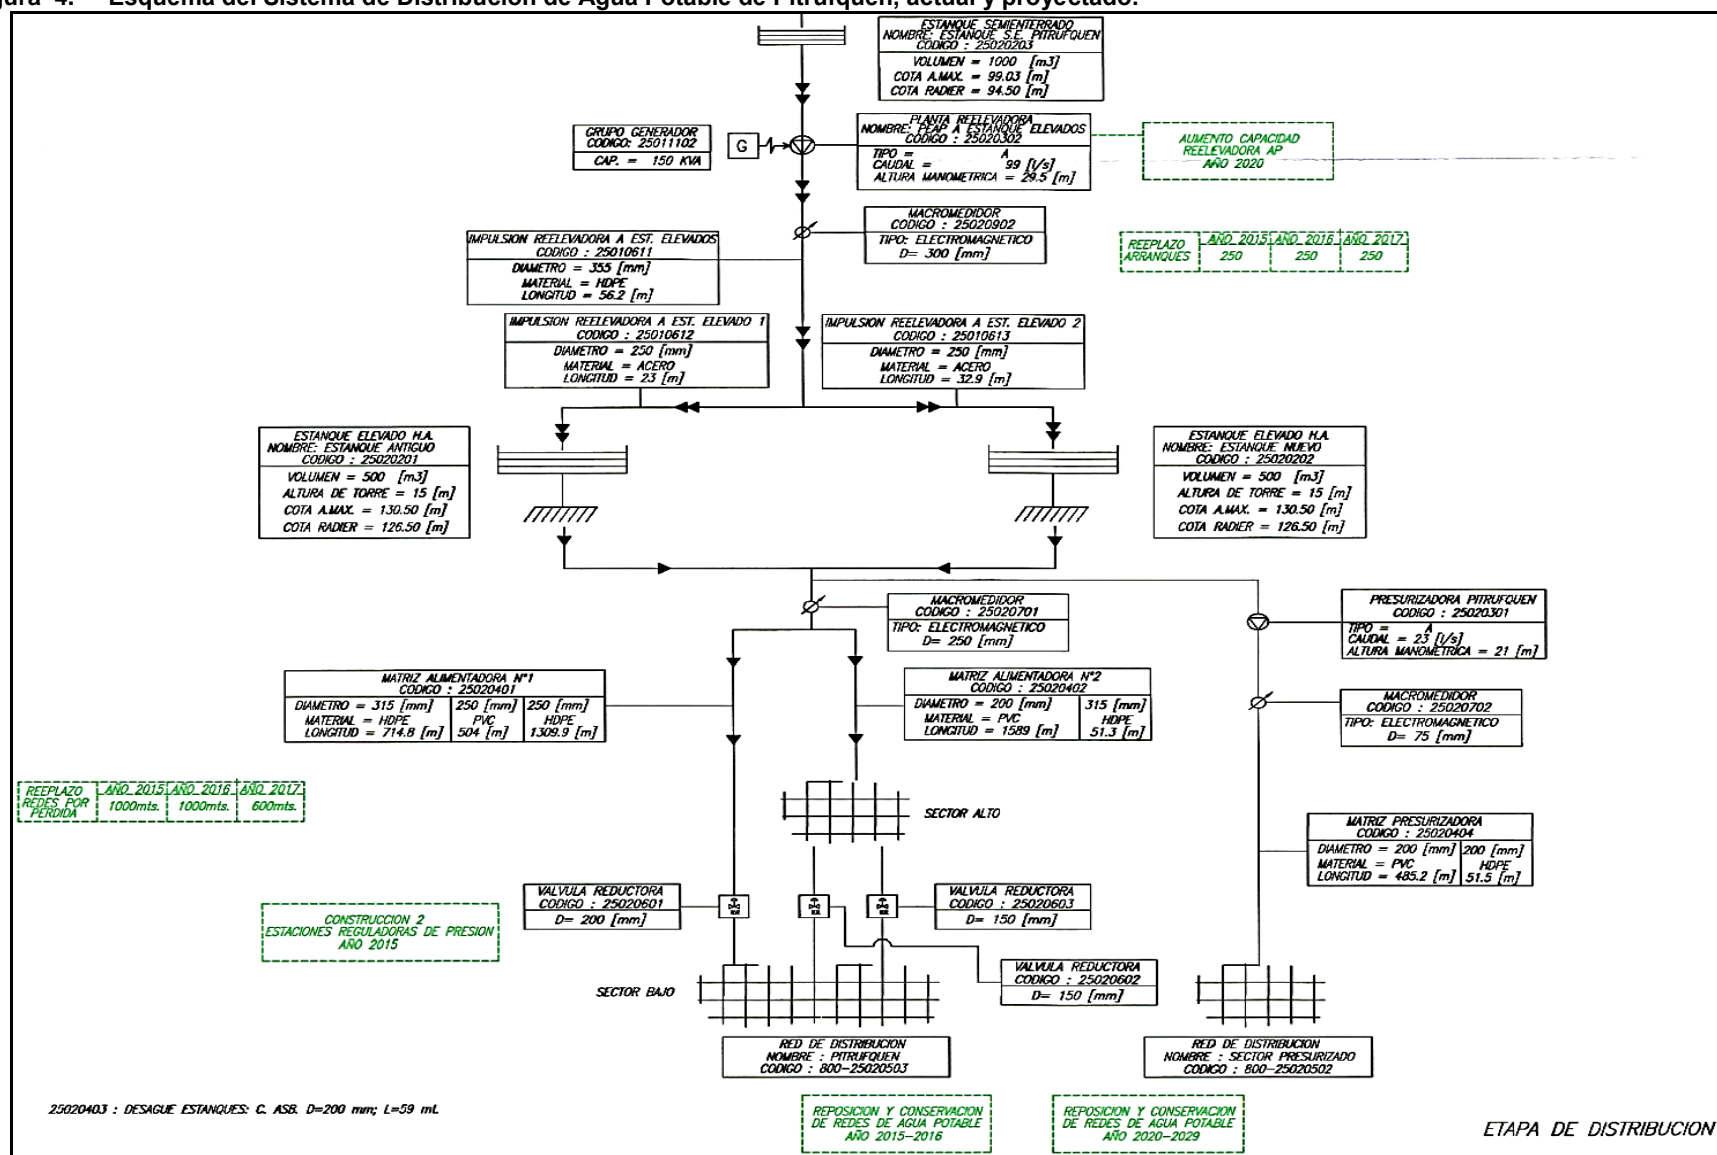 gura 4. Esquema del Sistema de Distribución de Agua Potable de Pitrufquén, actual y proyectado.
ESTANQUE SEMIENTERRADO
NOMBRE: ESTANQUE S.E. PITRUFQUEN
CODIGO : 25020203
VOLUMEN = 1000 [m3]
COTA A.MAX. = 99.03 [m]
COTA RADIER = 94.50 [m]
GRUPO GENERADOR
CODIGO: 25011102
CAP. = 150 KVA
G
PLANTA REELEVADORA
NOMBRE: PEAP A ESTANQUE ELEVADOS
CODIGO : 25020302
TIPO = A
CAUDAL = 99 [l/s]
ALTURA MANOMETRICA = 29.5 [m]
AUMENTO CAPACIDAD
REELEVADORA AP
AÑO 2020
MACROMEDIDOR
CODIGO : 25020902
TIPO: ELECTROMAGNETICO
D= 300 [mm]
IMPULSION REELEVADORA A EST. ELEVADOS
CODIGO : 25010611
DIAMETRO = 355 [mm]
MATERIAL = HDPE
LONGITUD = 56.2 [m]
REEPLAZO ARRANQUES
AÑO 2015 AÑO 2016 AÑO 2017
250 250 250
IMPULSION REELEVADORA A EST. ELEVADO 1
CODIGO : 25010612
DIAMETRO = 250 [mm]
MATERIAL = ACERO
LONGITUD = 23 [m]
IMPULSION REELEVADORA A EST. ELEVADO 2
CODIGO : 25010613
DIAMETRO = 250 [mm]
MATERIAL = ACERO
LONGITUD = 32.9 [m]
ESTANQUE ELEVADO H.A.
NOMBRE: ESTANQUE ANTIGUO
CODIGO : 25020201
VOLUMEN = 500 [m3]
ALTURA DE TORRE = 15 [m]
COTA A.MAX. = 130.50 [m]
COTA RADIER = 126.50 [m]
ESTANQUE ELEVADO H.A.
NOMBRE: ESTANQUE NUEVO
CODIGO : 25020202
VOLUMEN = 500 [m3]
ALTURA DE TORRE = 15 [m]
COTA A.MAX. = 130.50 [m]
COTA RADIER = 126.50 [m]
MACROMEDIDOR
CODIGO : 25020701
TIPO: ELECTROMAGNETICO
D= 250 [mm]
PRESURIZADORA PITRUFQUEN
CODIGO : 25020301
TIPO = A
CAUDAL = 23 [l/s]
ALTURA MANOMETRICA = 21 [m]
MATRIZ ALIMENTADORA N°1
CODIGO : 25020401
DIAMETRO = 315 [mm] 250 [mm] 250 [mm]
MATERIAL = HDPE PVC HDPE
LONGITUD = 714.8 [m] 504 [m] 1309.9 [m]
MATRIZ ALIMENTADORA N°2
CODIGO : 25020402
DIAMETRO = 200 [mm] 315 [mm]
MATERIAL = PVC HDPE
LONGITUD = 1589 [m] 51.3 [m]
MACROMEDIDOR
CODIGO : 25020702
TIPO: ELECTROMAGNETICO
D= 75 [mm]
REEPLAZO
REDES POR
PERDIDA
AÑO 2015 AÑO 2016 AÑO 2017
1000mts. 1000mts. 600mts.
SECTOR ALTO
MATRIZ PRESURIZADORA
CODIGO : 25020404
DIAMETRO = 200 [mm] 200 [mm]
MATERIAL = PVC HDPE
LONGITUD = 485.2 [m] 51.5 [m]
VALVULA REDUCTORA
CODIGO : 25020601
D= 200 [mm]
VALVULA REDUCTORA
CODIGO : 25020603
D= 150 [mm]
CONSTRUCCION 2
ESTACIONES REGULADORAS DE PRESION
AÑO 2015
VALVULA REDUCTORA
CODIGO : 25020602
D= 150 [mm]
SECTOR BAJO
RED DE DISTRIBUCION
NOMBRE : PITRUFQUEN
CODIGO : 800-25020503
RED DE DISTRIBUCION
NOMBRE : SECTOR PRESURIZADO
CODIGO : 800-25020502
25020403 : DESAGUE ESTANQUES: C. ASB. D=200 mm; L=59 mt.
REPOSICION Y CONSERVACION
DE REDES DE AGUA POTABLE
AÑO 2015-2016
REPOSICION Y CONSERVACION
DE REDES DE AGUA POTABLE
AÑO 2020-2029
ETAPA DE DISTRIBUCION